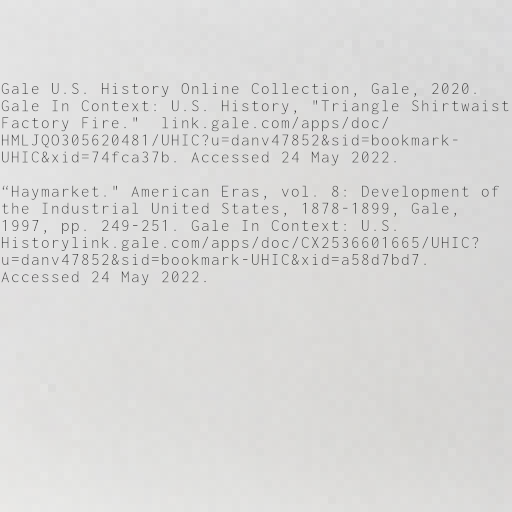 Gale U.S. History Online Collection, Gale, 2020.
Gale In Context: U.S. History, "Triangle Shirtwaist
Factory Fire."  link.gale.com/apps/doc/
HMLJQO305620481/UHIC?u=danv47852&sid=bookmark-
UHIC&xid=74fca37b. Accessed 24 May 2022.

“Haymarket." American Eras, vol. 8: Development of
the Industrial United States, 1878-1899, Gale,
1997, pp. 249-251. Gale In Context: U.S.
Historylink.gale.com/apps/doc/CX2536601665/UHIC?
u=danv47852&sid=bookmark-UHIC&xid=a58d7bd7.
Accessed 24 May 2022.